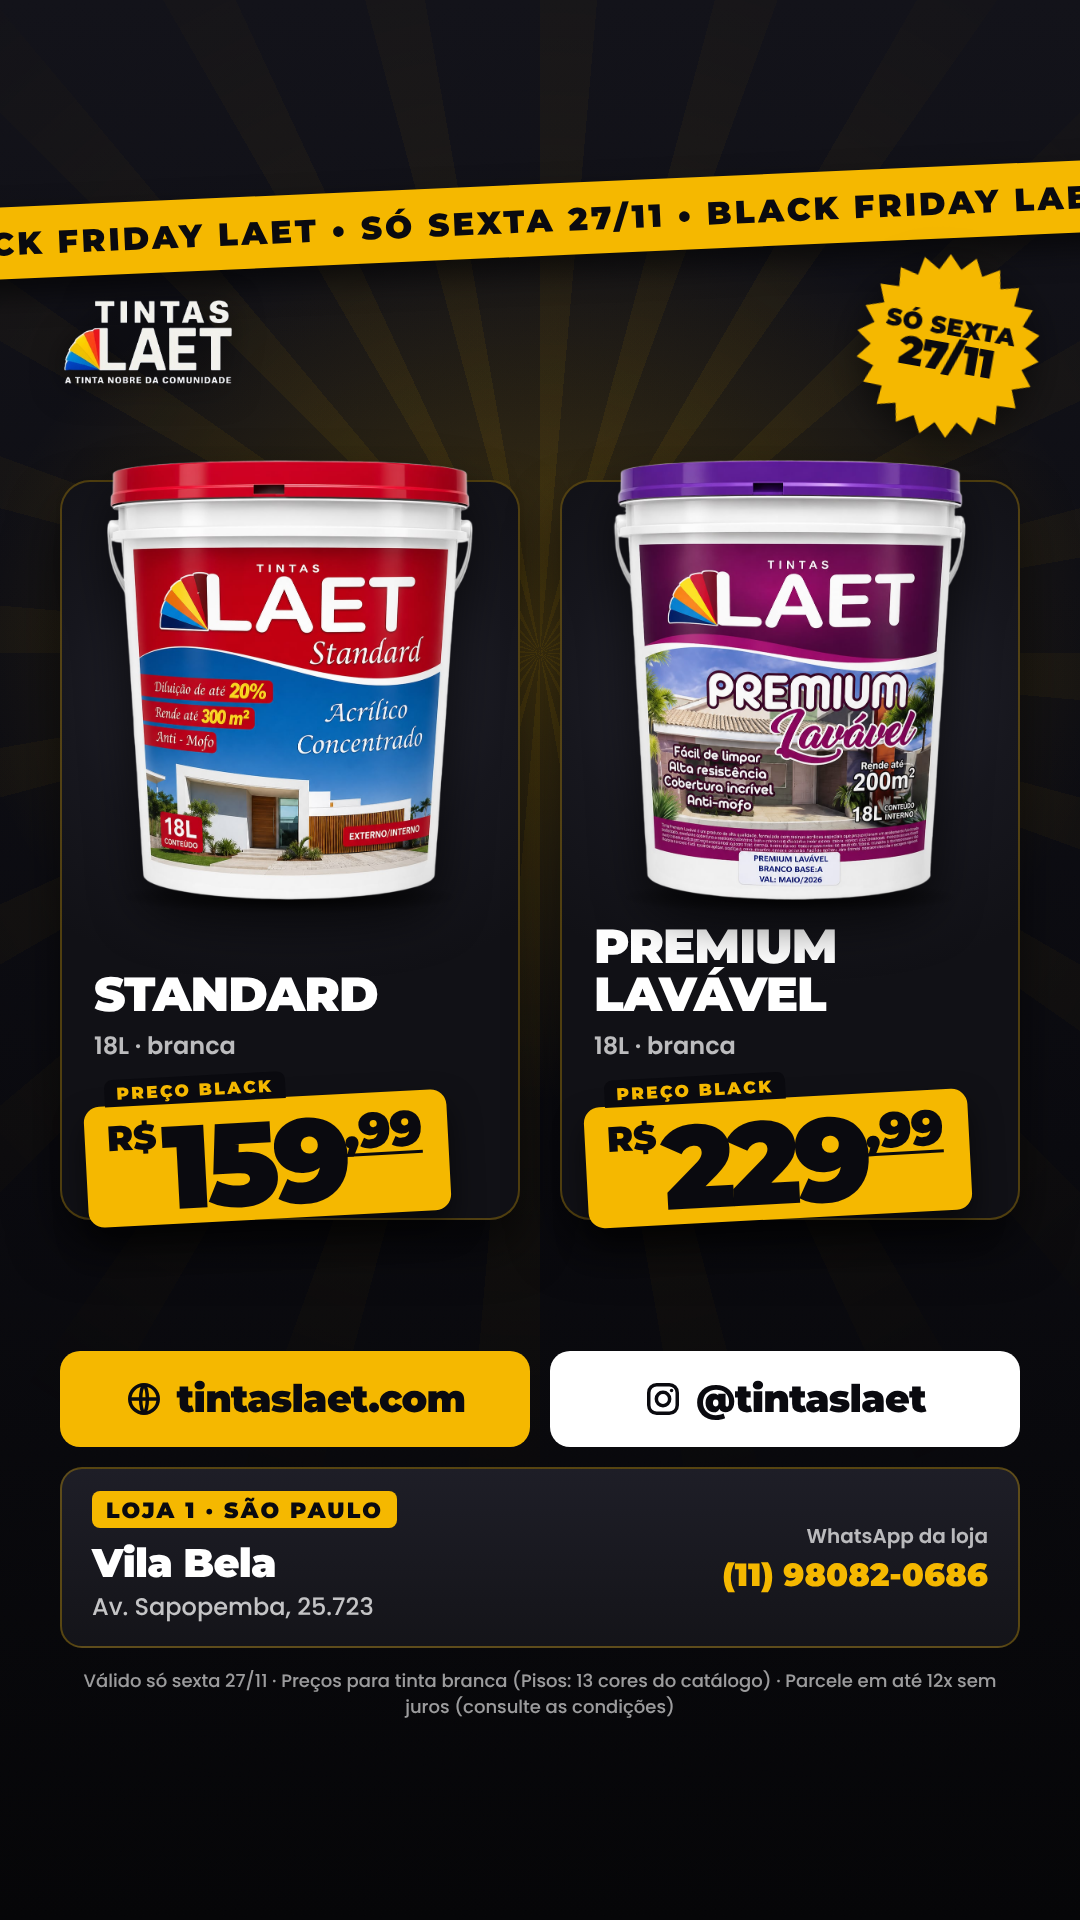 CK FRIDAY LAET • SÓ SEXTA 27/11 • BLACK FRIDAY LAE
TINTAS
LAET
A TINTA NOBRE DA COMUNIDADE
SÓ SEXTA
27/11
TINTAS
LAET
Standard
Diluição de até 20%
Rende até 300 m²
Anti - Mofo
Acrílico
Concentrado
18L
CONTEÚDO
EXTERNO/INTERNO
TINTAS
LAET
PREMIUM
Lavável
Fácil de limpar
Alta resistência
Cobertura incrível
Anti-mofo
Rende até
200m²
18L CONTEÚDO
INTERNO
PREMIUM LAVÁVEL
BRANCO BASE:A
VAL: MAIO/2026
STANDARD
18L · branca
PREÇO BLACK
R$159,99
PREMIUM
LAVÁVEL
18L · branca
PREÇO BLACK
R$229,99
tintaslaet.com
@tintaslaet
LOJA 1 • SÃO PAULO
Vila Bela
Av. Sapopemba, 25.723
WhatsApp da loja
(11) 98082-0686
Válido só sexta 27/11 · Preços para tinta branca (Pisos: 13 cores do catálogo) · Parcele em até 12x sem
juros (consulte as condições)